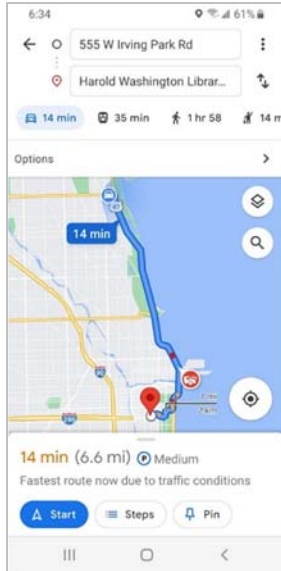 6:34
61%
555 W Irving Park Rd
Harold Washington Librar...
14 min
35 min
1 hr 58
14 m
Options
14 min
14 min (6.6 mi) P Medium
Fastest route now due to traffic conditions
Start
Steps
Pin